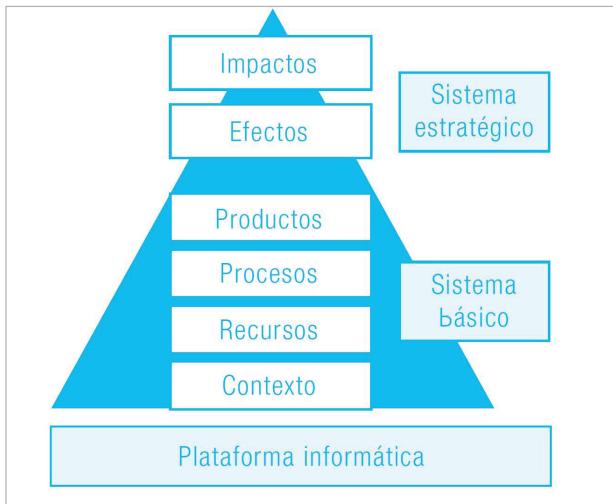 Impactos
Sistema
estratégico
Efectos
Productos
Procesos
Sistema
básico
Recursos
Contexto
Plataforma informática